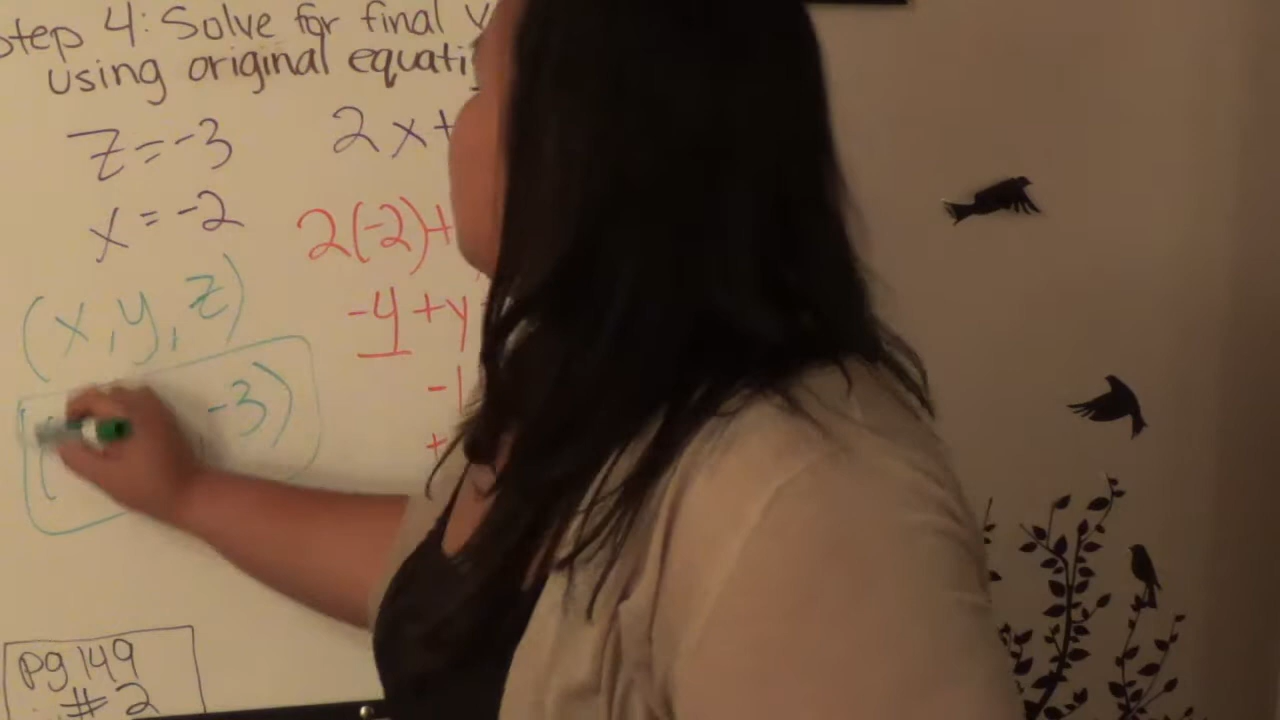 Step 4: Solve for final
using original equati
z = -3
x = -2
(x, y, z)
-3)
2x+
2(-2)+
-4 +y
-1
+
pg 149
#2